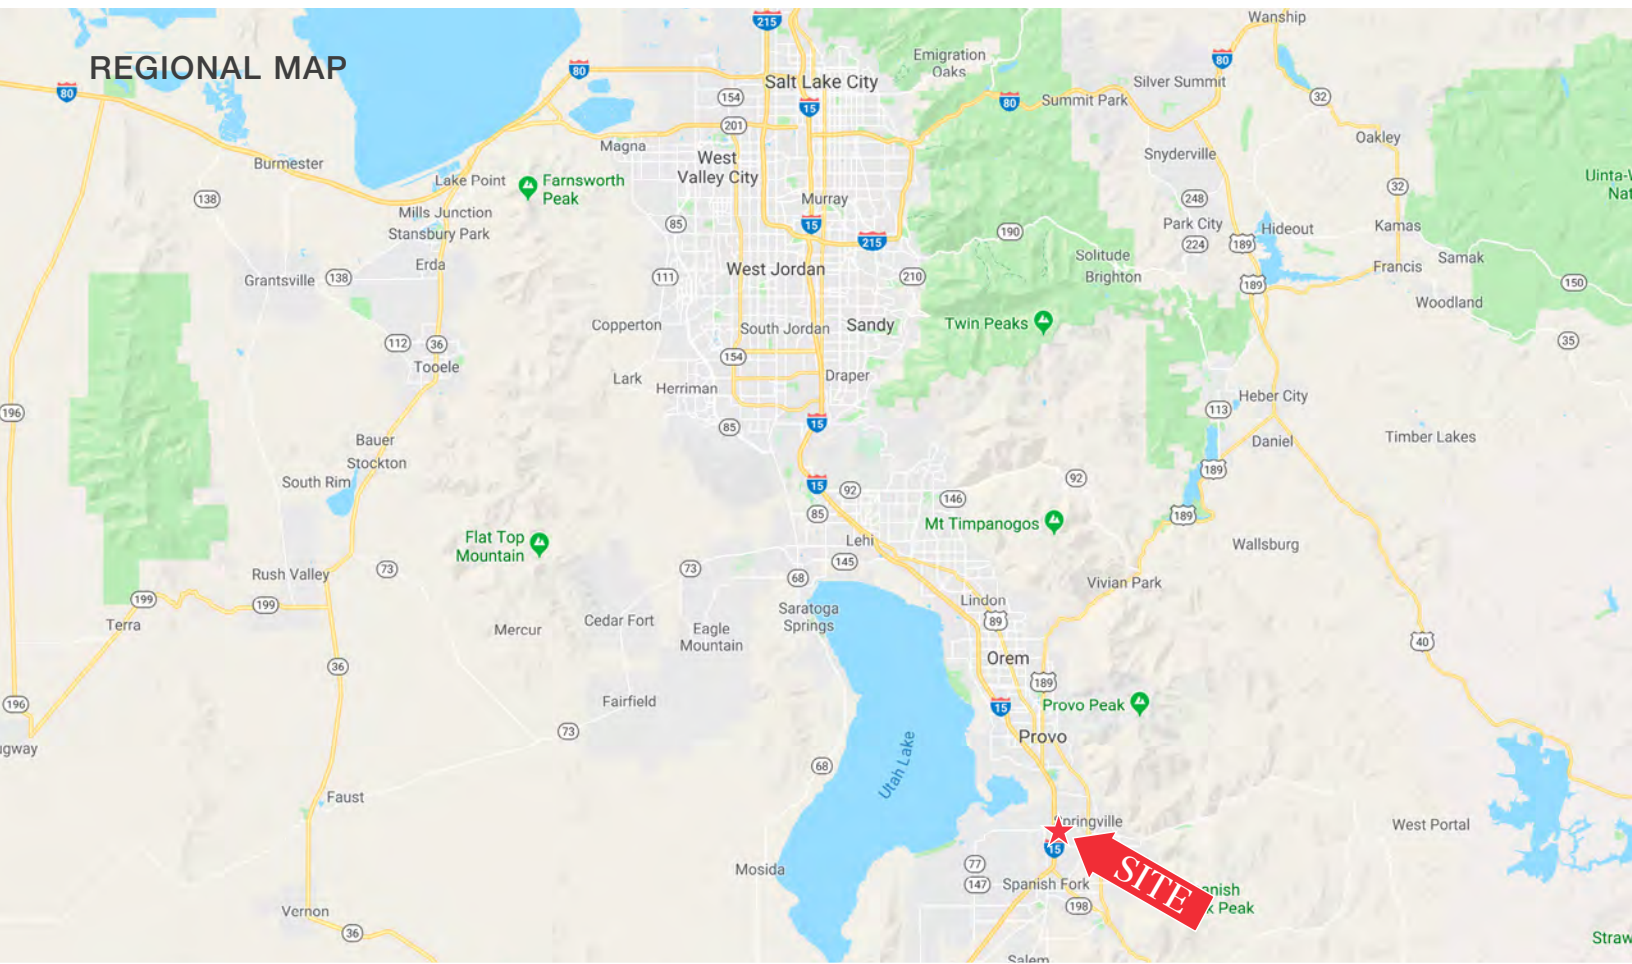 REGIONAL MAP
215
Wanship
Emigration
Oaks
80
80
80
Salt Lake City
Silver Summit
154
15
80
Summit Park
32
201
Oakley
Magna
West
Valley City
Snyderville
Burmester
Lake Point
Farnsworth
Peak
32
138
Murray
248
Mills Junction
Stansbury Park
85
15
215
190
Park City
224
189
Hideout
Kamas
Erda
West Jordan
Solitude
Brighton
Francis
Samak
Grantsville
138
111
210
189
150
Woodland
Copperton
South Jordan
Sandy
Twin Peaks
112
36
154
35
Tooele
Lark
Herriman
Draper
Heber City
196
85
15
113
Bauer
Stockton
Daniel
Timber Lakes
South Rim
15
92
92
189
146
85
Mt Timpanogos
189
Flat Top
Mountain
Lehi
Wallsburg
145
Rush Valley
73
73
68
Vivian Park
199
199
Terra
Mercur
Cedar Fort
Eagle
Mountain
Saratoga
Springs
Lindon
89
40
36
Orem
189
196
Fairfield
15
Provo Peak
73
Provo
ugway
Utah Lake
68
Faust
Springville
West Portal
15
Mosida
77
147
Spanish Fork
SITE
anish
k Peak
198
Vernon
36
Salem
Straw
Uinta-W
Nat